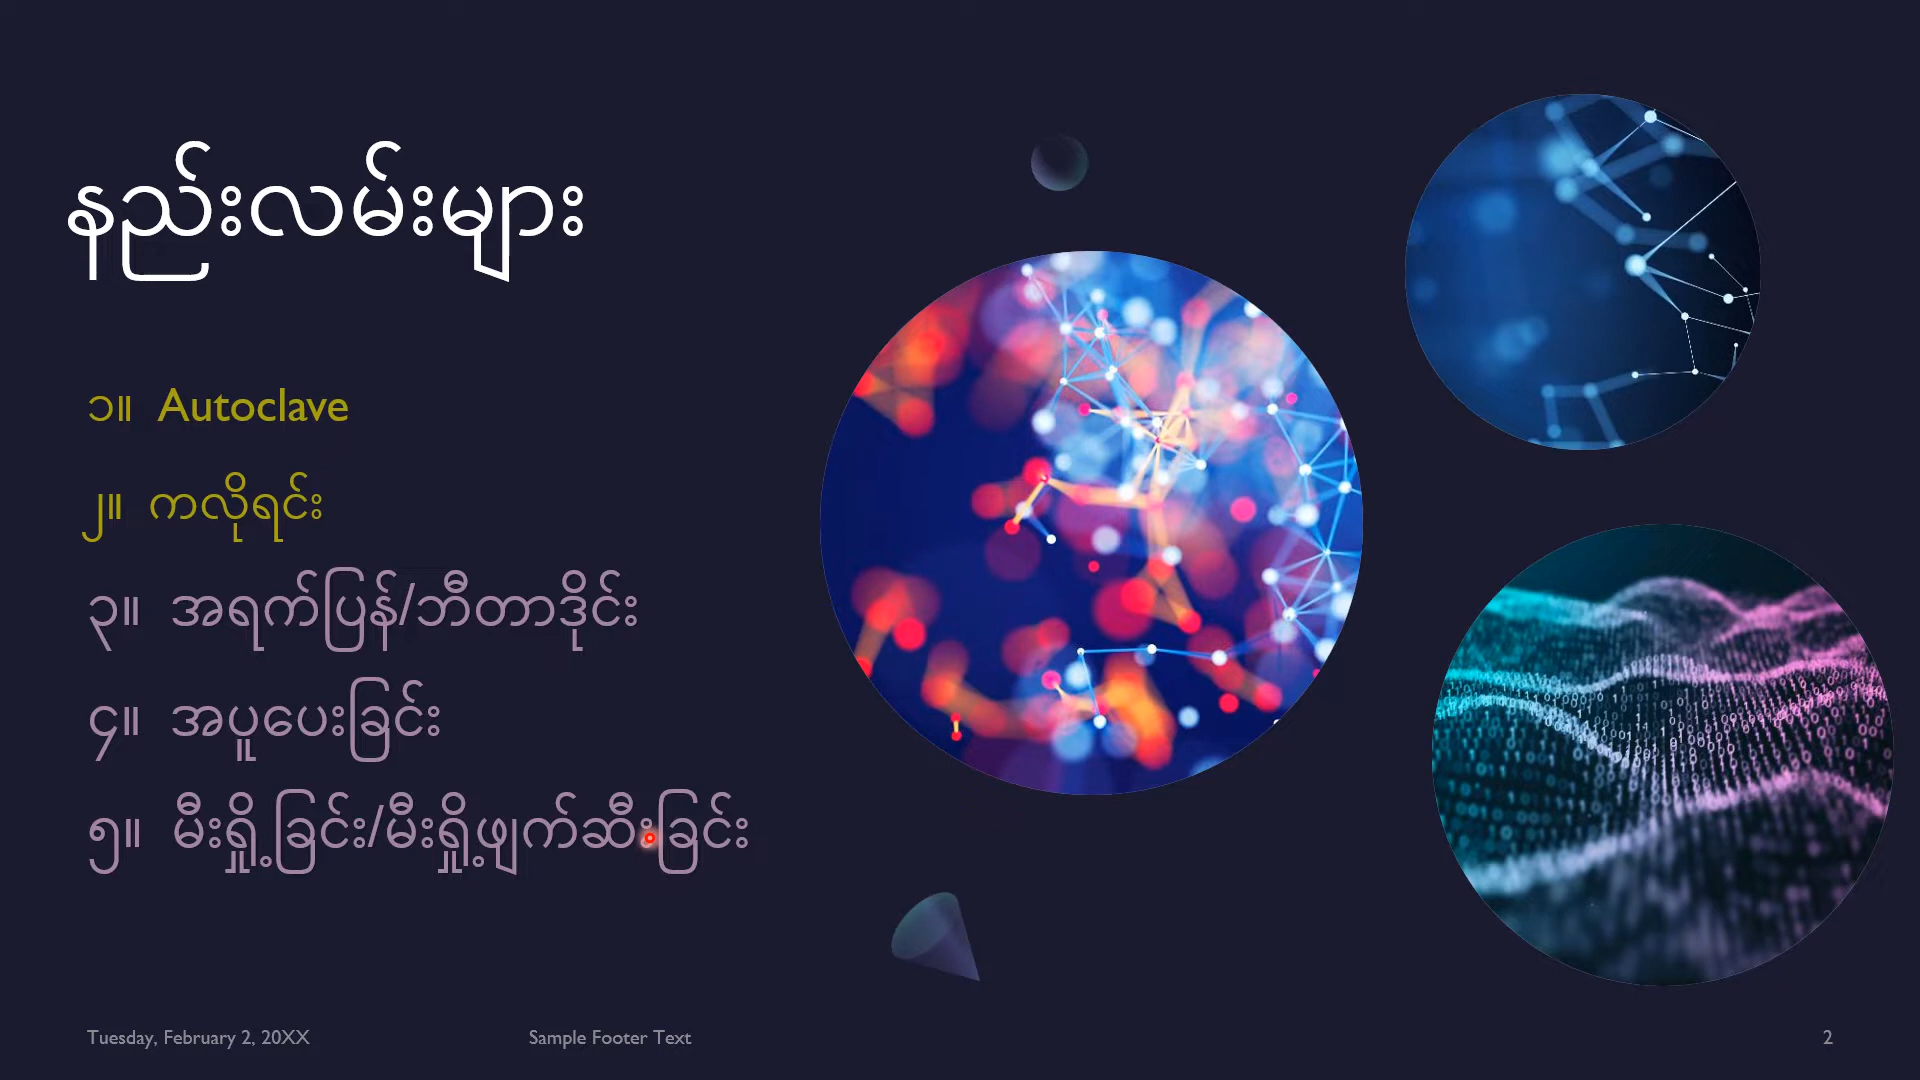 နည်းလမ်းများ
၁။ Autoclave
၂။ ကလိုရင်း
၃။ အရက်ပြန်/ဘီတာဒိုင်း
၄။ အပူပေးခြင်း
၅။ မီးရှို့ခြင်း/မီးရှို့ဖျက်ဆီးခြင်း
Tuesday, February 2, 20XX
Sample Footer Text
2